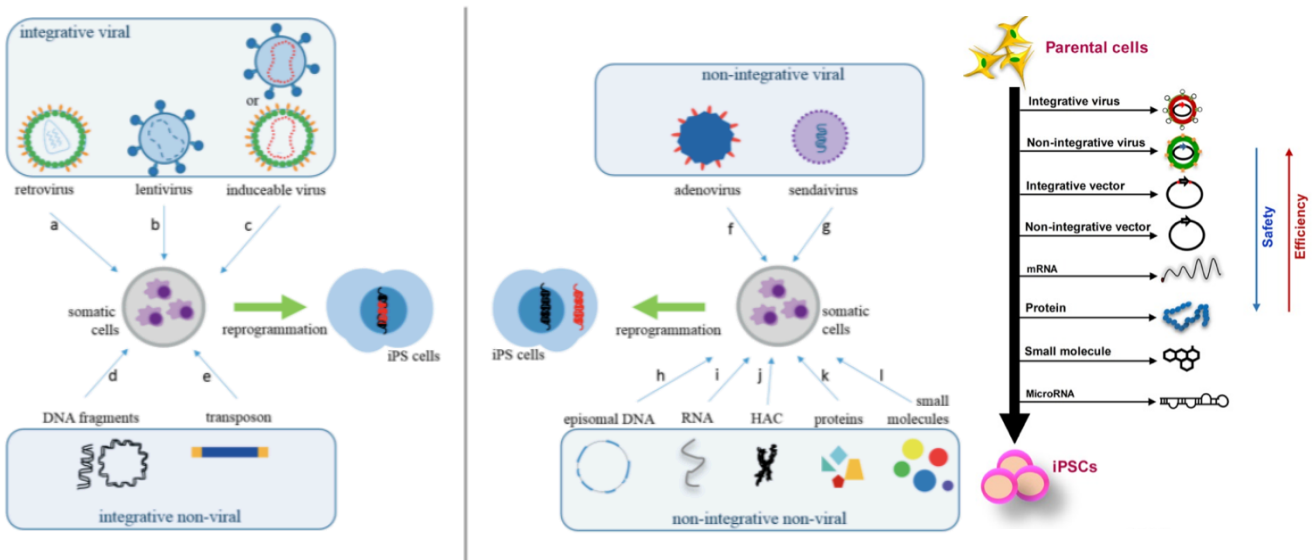 integrative viral
or
retrovirus
lentivirus
induceable virus
a
b
c
somatic
cells
reprogrammation
iPS cells
d
e
DNA fragments
transposon
integrative non-viral
non-integrative viral
adenovirus
sendaivirus
f
g
iPS cells
reprogrammation
somatic
cells
h
i
j
k
l
episomal DNA
RNA
HAC
proteins
small
molecules
non-integrative non-viral
Parental cells
Integrative virus
Non-integrative virus
Integrative vector
Non-integrative vector
mRNA
Protein
Small molecule
MicroRNA
iPSCs
Safety
Efficiency